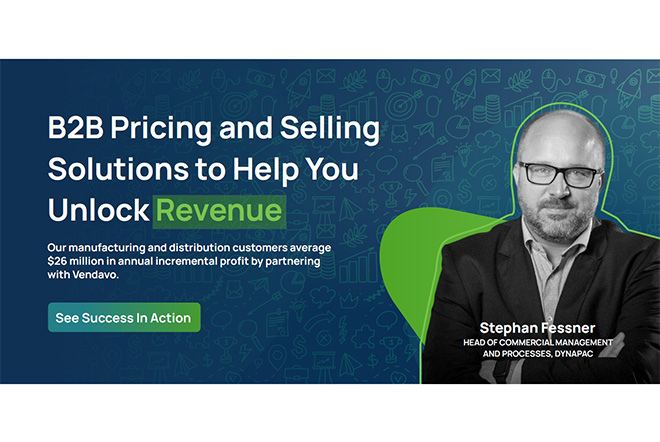 B2B Pricing and Selling
Solutions to Help You
Unlock Revenue
Our manufacturing and distribution customers average
$26 million in annual incremental profit by partnering
with Vendavo.
See Success In Action
Stephan Fessner
HEAD OF COMMERCIAL MANAGEMENT
AND PROCESSES, DYNAPAC